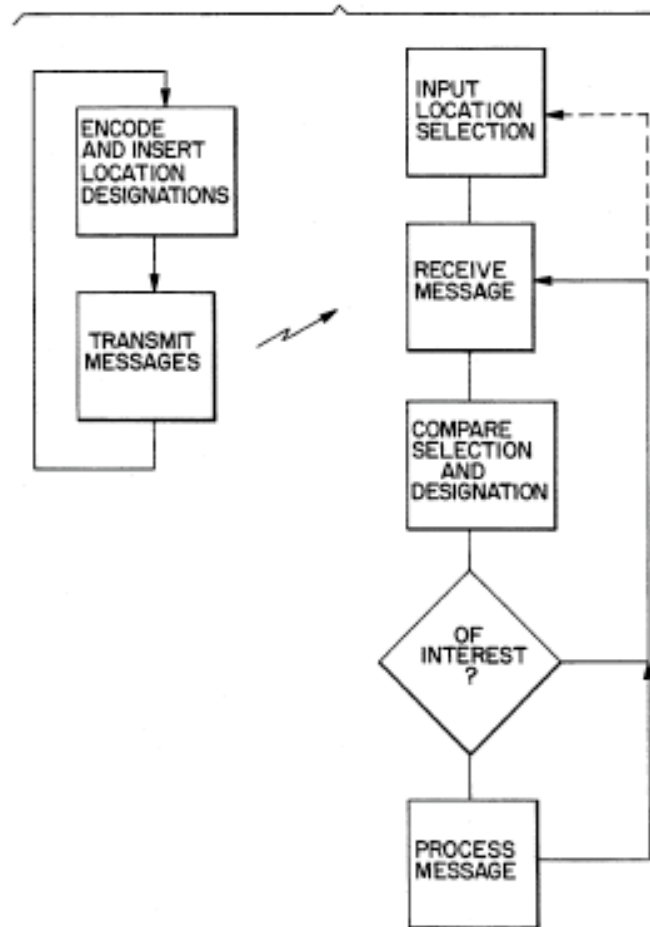 ENCODE
AND INSERT
LOCATION
DESIGNATIONS
TRANSMIT
MESSAGES
INPUT
LOCATION
SELECTION
RECEIVE
MESSAGE
COMPARE
SELECTION
AND
DESIGNATION
OF
INTEREST
?
PROCESS
MESSAGE